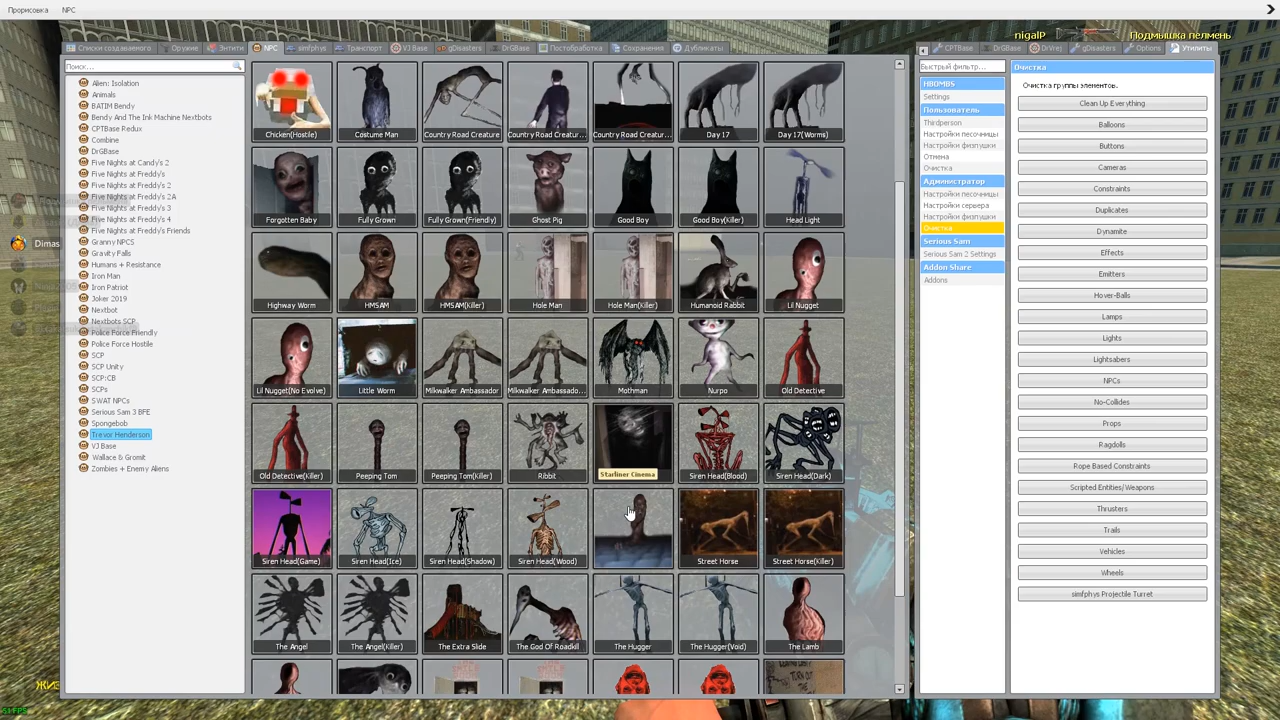 Прорисовка NPC
nigalP Подмышка пельмень
Списки создаваемого Оружие Энтити NPC simfphys Транспорт VJ Base gDisasters DrGBase Постобработка Сохранения Дубликаты
CPTBase DrGBase DrVrej gDisasters Options Утилиты
Поиск...
Alien: Isolation
Animals
BATIM Bendy
Bendy And The Ink Machine Nextbots
CPTBase Redux
Combine
DrGBase
Five Nights at Candy's 2
Five Nights at Freddy's
Five Nights at Freddy's 2
Five Nights at Freddy's 2A
Five Nights at Freddy's 3
Five Nights at Freddy's 4
Five Nights at Freddy's Friends
Granny NPCS
Gravity Falls
Humans + Resistance
Iron Man
Iron Patriot
Joker 2019
Nextbot
Nextbots SCP
Police Force Friendly
Police Force Hostile
SCP
SCP Unity
SCP:CB
SCPs
SWAT NPCs
Serious Sam 3 BFE
Spongebob
Trevor Henderson
VJ Base
Wallace & Gromit
Zombies + Enemy Aliens
Dimas
Chicken(Hostile) Costume Man Country Road Creature Country Road Creatur... Country Road Creatur... Day 17 Day 17(Worms)
Forgotten Baby Fully Grown Fully Grown(Friendly) Ghost Pig Good Boy Good Boy(Killer) Head Light
Highway Worm HMSAM HMSAM(Killer) Hole Man Hole Man(Killer) Humanoid Rabbit Lil Nugget
Lil Nugget(No Evolve) Little Worm Milkwalker Ambassador Milkwalker Ambassado... Mothman Nurpo Old Detective
Old Detective(Killer) Peeping Tom Peeping Tom(Killer) Ribbit Starliner Cinema Siren Head(Blood) Siren Head(Dark)
Siren Head(Game) Siren Head(Ice) Siren Head(Shadow) Siren Head(Wood) Street Horse Street Horse(Killer)
The Angel The Angel(Killer) The Extra Slide The God Of Roadkill The Hugger The Hugger(Void) The Lamb
Быстрый фильтр...
HBOMBS
Settings
Пользователь
Thirdperson
Настройки песочницы
Настройки физпушки
Отмена
Очистка
Администратор
Настройки песочницы
Настройки сервера
Настройки физпушки
Очистка
Serious Sam
Serious Sam 2 Settings
Addon Share
Addons
Очистка
Очистка группы элементов.
Clean Up Everything
Balloons
Buttons
Cameras
Constraints
Duplicates
Dynamite
Effects
Emitters
Hover-Balls
Lamps
Lights
Lightsabers
NPCs
No-Collides
Props
Ragdolls
Rope Based Constraints
Scripted Entities/Weapons
Thrusters
Trails
Vehicles
Wheels
simfphys Projectile Turret
51 FPS